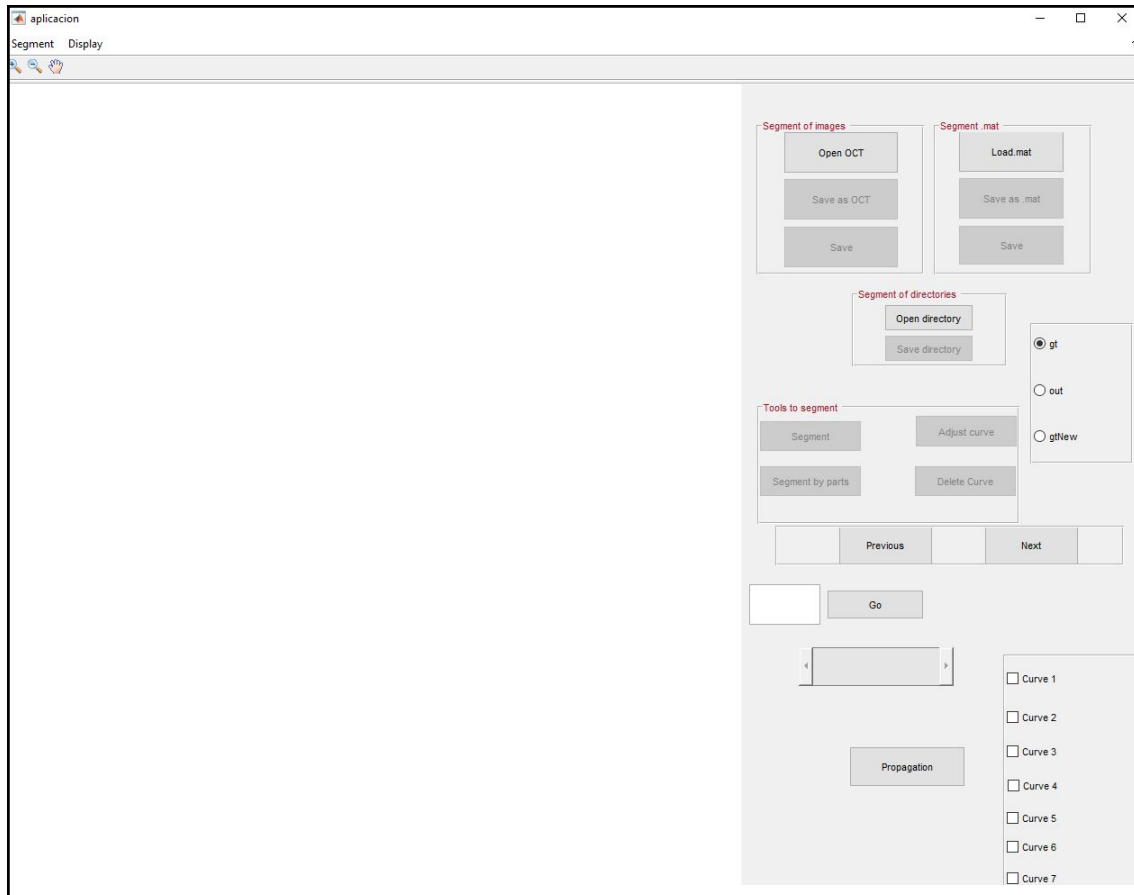 aplicacion
Segment Display
Segment of images
Open OCT
Save as OCT
Save
Segment .mat
Load.mat
Save as .mat
Save
Segment of directories
Open directory
Save directory
gt
out
gtNew
Tools to segment
Segment
Adjust curve
Segment by parts
Delete Curve
Previous
Next
Go
Propagation
Curve 1
Curve 2
Curve 3
Curve 4
Curve 5
Curve 6
Curve 7